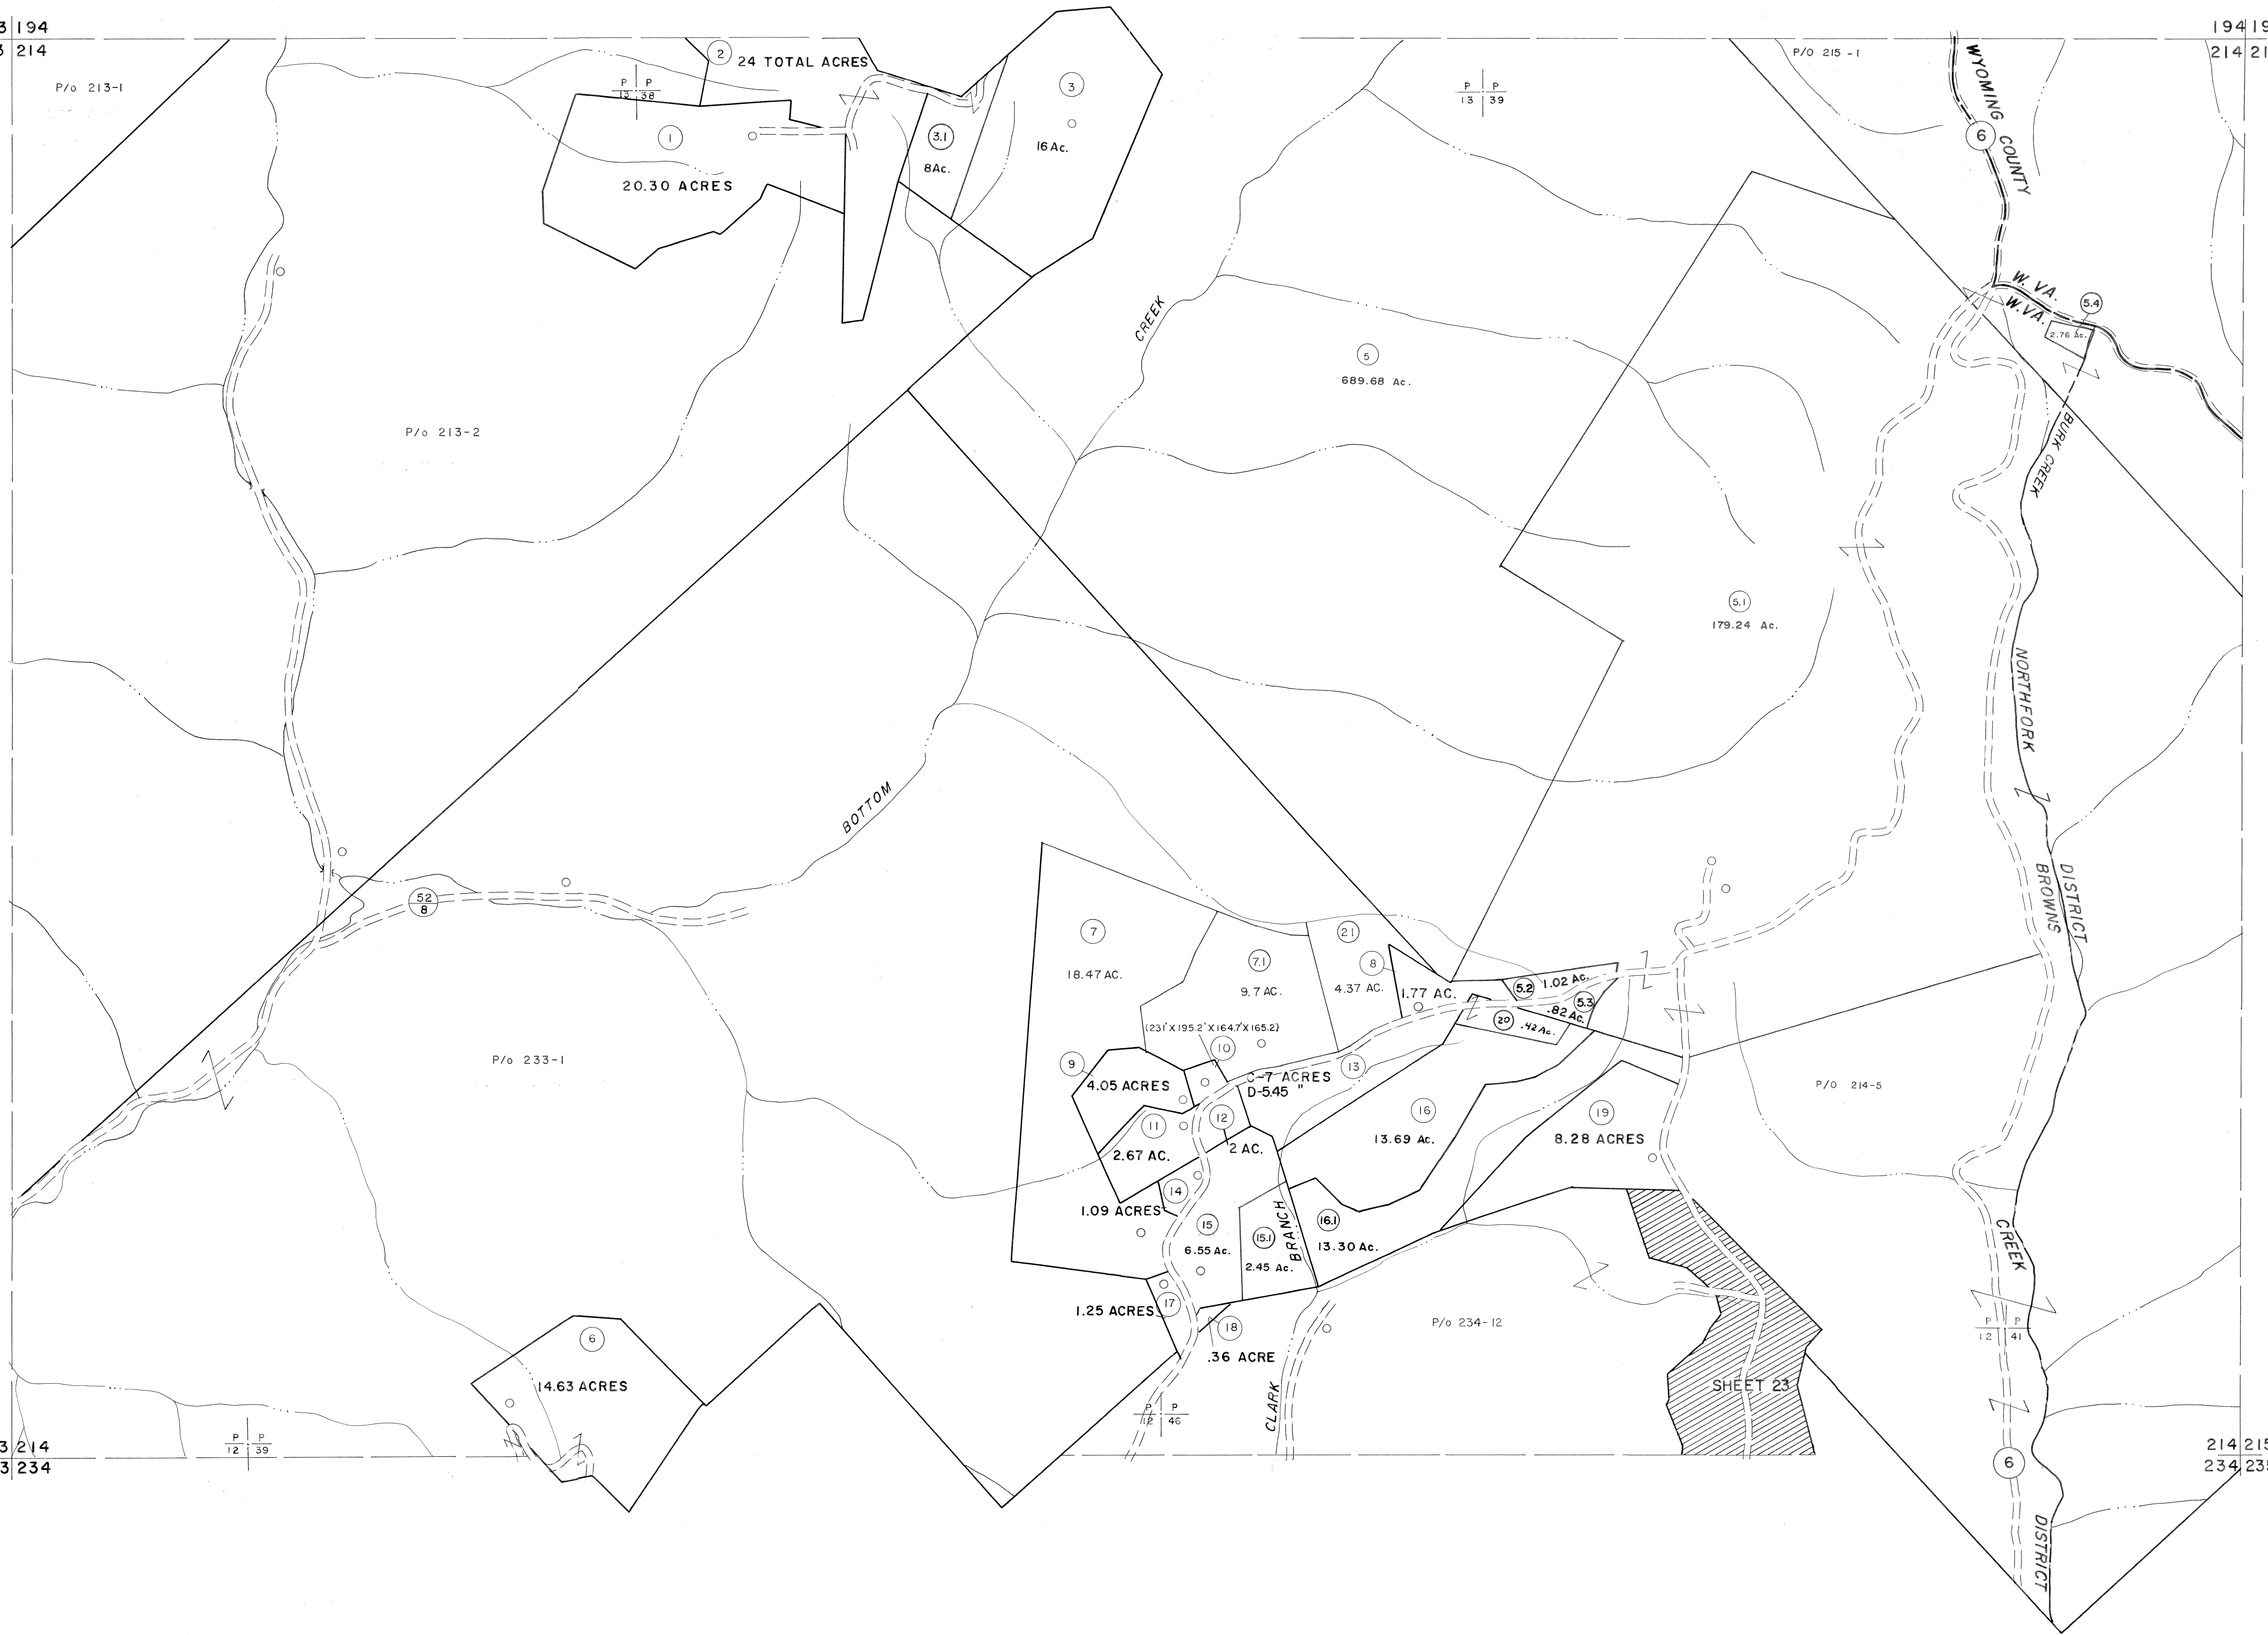 3 194
3 214
194 19
214 21
P/o 213-1
P P
13 38
2
24 TOTAL ACRES
3
16 Ac.
3.1
8Ac.
1
20.30 ACRES
P P
13 39
P/O 215-1
WYOMING COUNTY
6
W. VA.
W.VA.
5.4
2.76 Ac.
BURK CREEK
CREEK
5
689.68 Ac.
P/o 213-2
5.1
179.24 Ac.
NORTHFORK
DISTRICT
BROWNS
BOTTOM
52
8
7
18.47 AC.
7.1
9.7 AC.
21
4.37 AC.
8
1.77 AC.
5.2
1.02 Ac.
5.3
.82 Ac.
20
.42 Ac.
(231' X 195.2' X 164.7' X 165.2)
10
9
4.05 ACRES
C-7 ACRES
D-5.45 "
13
P/o 233-1
P/O 214-5
16
13.69 Ac.
19
8.28 ACRES
11
2.67 AC.
12
2 AC.
14
1.09 ACRES
15
6.55 Ac.
15.1
2.45 Ac.
BRANCH
16.1
13.30 Ac.
CREEK
17
1.25 ACRES
18
.36 ACRE
P/o 234-12
P P
12 41
6
14.63 ACRES
SHEET 23
CLARK
P P
12 46
P P
12 39
3 214
3 234
214 215
234 235
6
DISTRICT